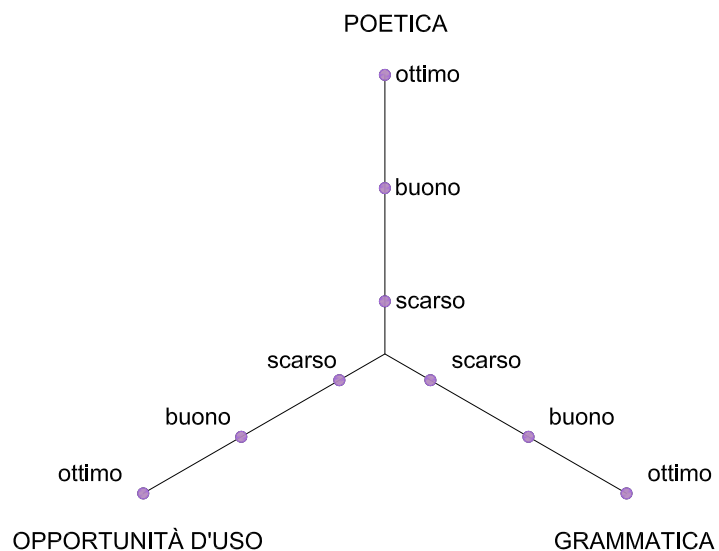 POETICA
ottimo
buono
scarso
scarso scarso
buono buono
ottimo ottimo
OPPORTUNITÀ D'USO GRAMMATICA